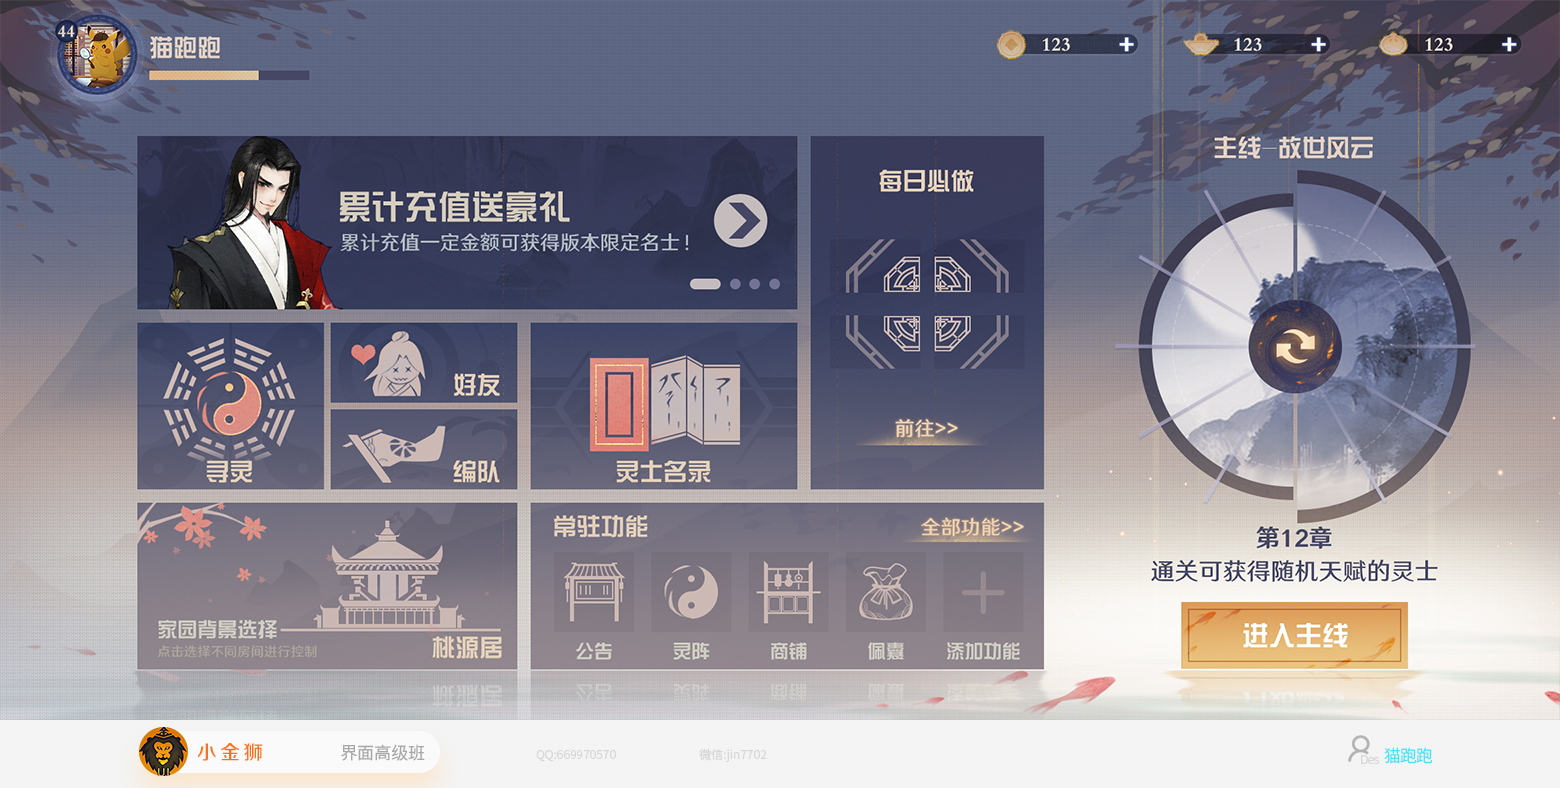 44
猫跑跑
123
123
123
累计充值送豪礼
累计充值一定金额可获得版本限定名士!
每日必做
前往>>
主线-故世风云
寻灵
好友
编队
灵士名录
家园背景选择
点击选择不同房间进行控制
桃源居
常驻功能
全部功能>>
公告
灵阵
商铺
佩囊
添加功能
第12章
通关可获得随机天赋的灵士
进入主线
小金狮
界面高级班
QQ:669970570
微信:jin7702
Des
猫跑跑